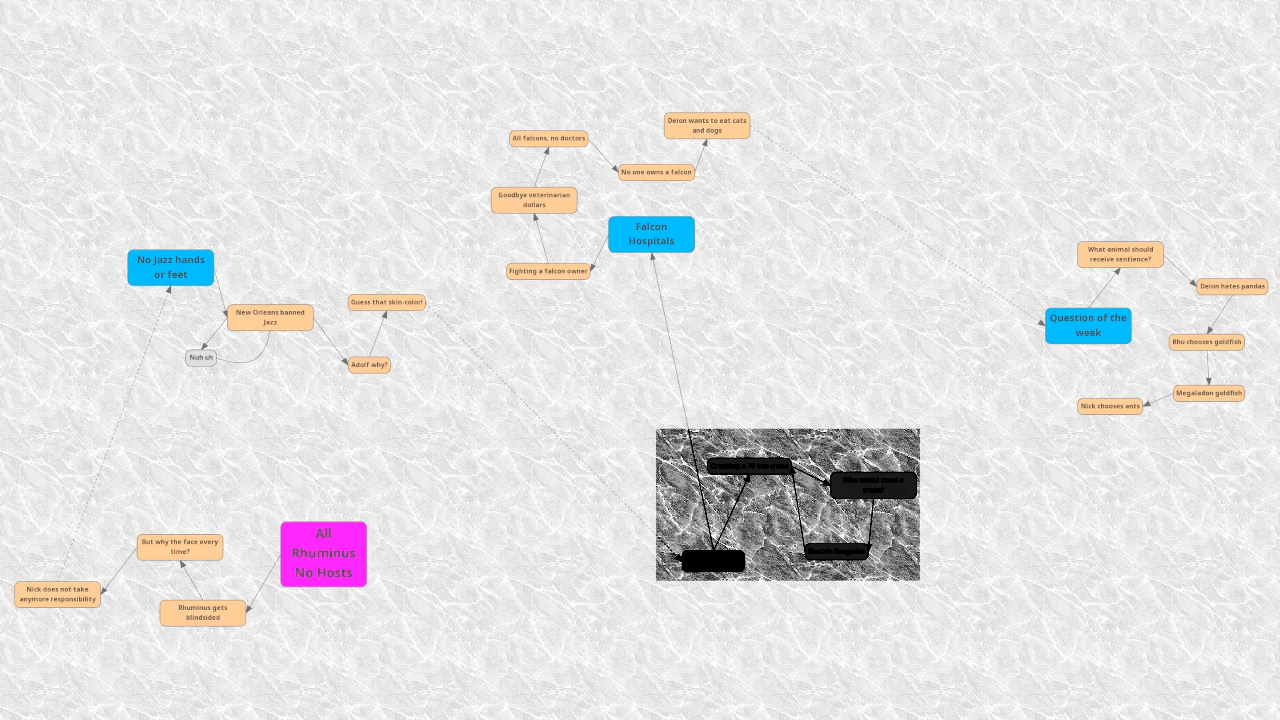 Deion wants to eat cats
and dogs
All falcons, no doctors
No one owns a falcon
Goodbye veterinarian
dollars
Falcon
Hospitals
Fighting a falcon owner
What animal should
receive sentience?
Deion hates pandas
Question of the
week
Rhu chooses goldfish
Megaladon goldfish
Nick chooses ants
No Jazz hands
or feet
New Orleans banned
Jazz
Guess that skin-color!
Nuh uh
Adolf why?
All
Rhuminus
No Hosts
But why the face every
time?
Nick does not take
anymore responsibility
Rhuminus gets
blindsided